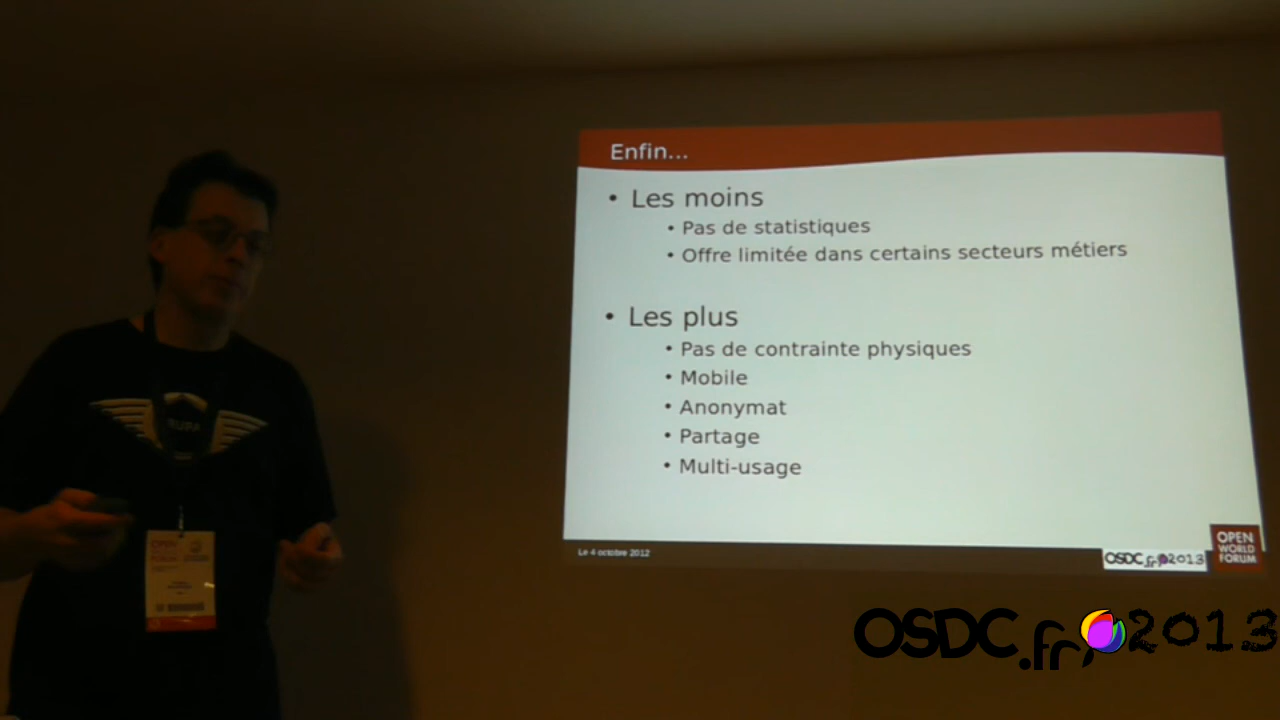 Enfin...
• Les moins
• Pas de statistiques
• Offre limitée dans certains secteurs métiers
• Les plus
• Pas de contrainte physiques
• Mobile
• Anonymat
• Partage
• Multi-usage
Le 4 octobre 2012
OSDC.fr 2013
OPEN
WORLD
FORUM
OSDC.fr 2013
OPEN